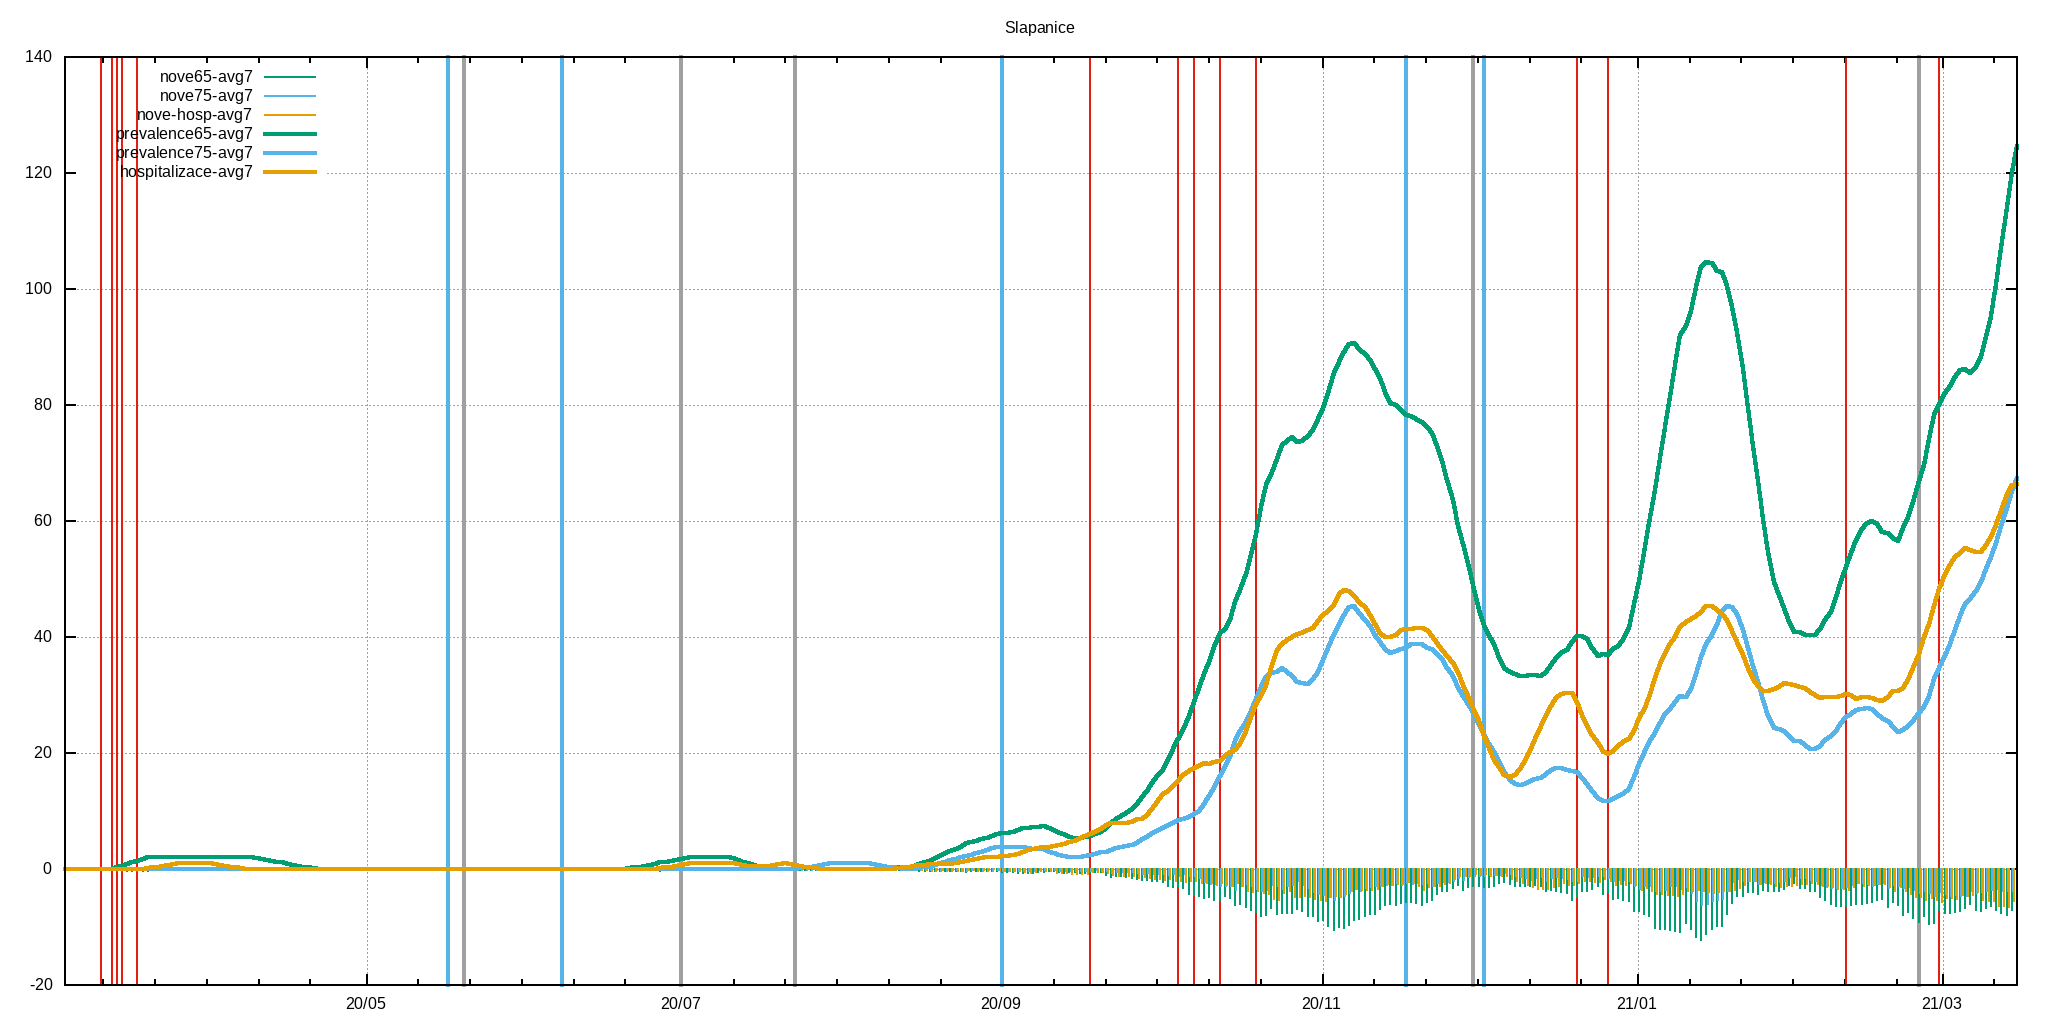 Slapanice
140
120
100
80
60
40
20
0
-20
nove65-avg7
nove75-avg7
nove-hosp-avg7
prevalence65-avg7
prevalence75-avg7
hospitalizace-avg7
20/05
20/07
20/09
20/11
21/01
21/03